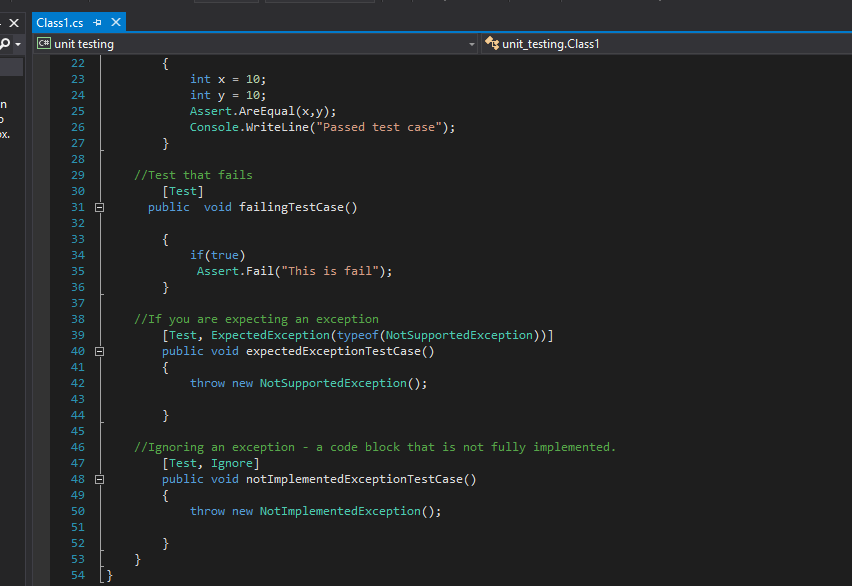 Class1.cs
C# unit testing
unit_testing.Class1
n
o
ox.
22 {
23 int x = 10;
24 int y = 10;
25 Assert.AreEqual(x,y);
26 Console.WriteLine("Passed test case");
27 }
28
29 //Test that fails
30 [Test]
31 public  void failingTestCase()
32
33 {
34 if(true)
35 Assert.Fail("This is fail");
36 }
37
38 //If you are expecting an exception
39 [Test, ExpectedException(typeof(NotSupportedException))]
40 public void expectedExceptionTestCase()
41 {
42 throw new NotSupportedException();
43
44 }
45
46 //Ignoring an exception - a code block that is not fully implemented.
47 [Test, Ignore]
48 public void notImplementedExceptionTestCase()
49 {
50 throw new NotImplementedException();
51
52 }
53 }
54 }